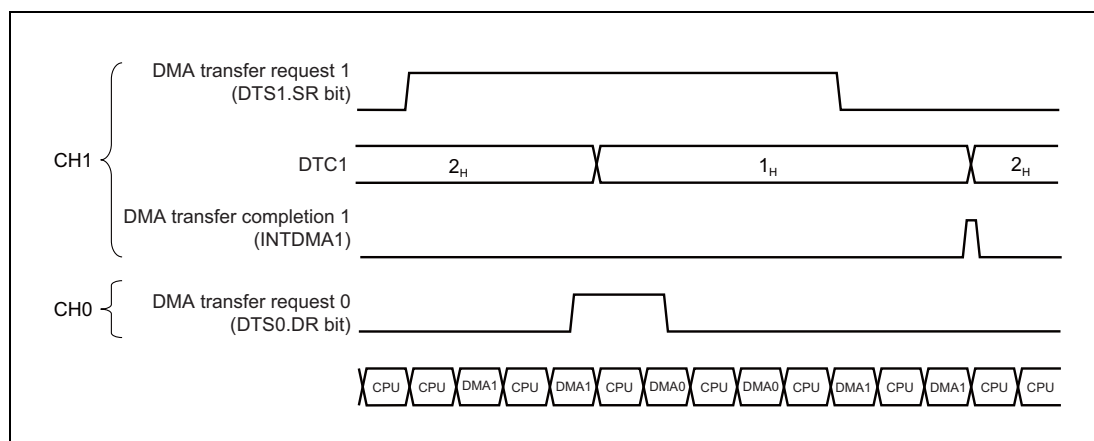 DMA transfer request 1
(DTS1.SR bit)
CH1
DTC1
2H
1H
2H
DMA transfer completion 1
(INTDMA1)
CH0
DMA transfer request 0
(DTS0.DR bit)
CPU CPU DMA1 CPU DMA1 CPU DMA0 CPU DMA0 CPU DMA1 CPU DMA1 CPU CPU